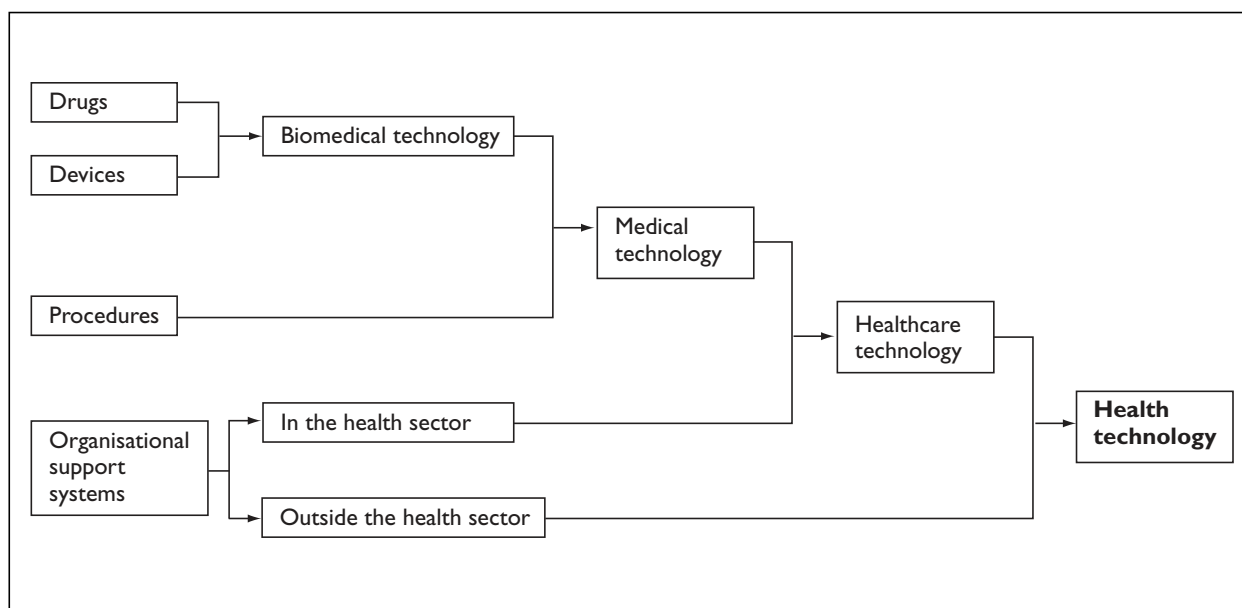 Drugs
Devices
Biomedical technology
Medical
technology
Procedures
Healthcare
technology
Organisational
support
systems
In the health sector
Outside the health sector
Health
technology